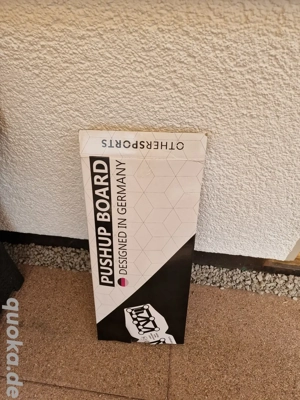 OTHERSPORTS
PUSHUP BOARD
DESIGNED IN GERMANY
quoka.de